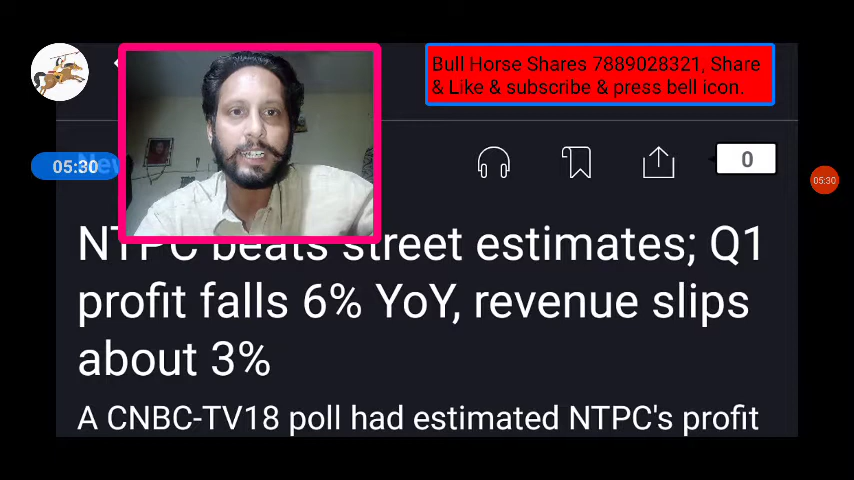 Bull Horse Shares 7889028321, Share
& Like & subscribe & press bell icon.
05:30
0
05:30
NTPC beats street estimates; Q1
profit falls 6% YoY, revenue slips
about 3%
A CNBC-TV18 poll had estimated NTPC's profit